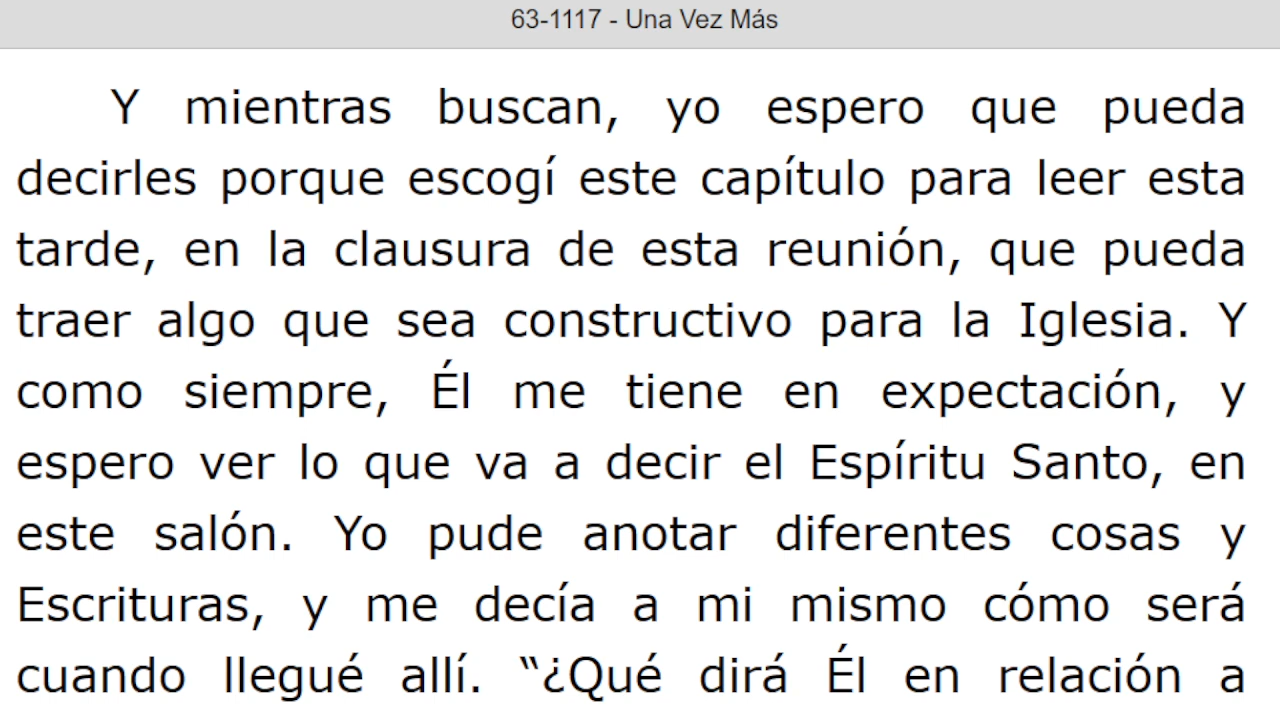 63-1117 - Una Vez Más
Y mientras buscan, yo espero que pueda
decirles porque escogí este capítulo para leer esta
tarde, en la clausura de esta reunión, que pueda
traer algo que sea constructivo para la Iglesia. Y
como siempre, Él me tiene en expectación, y
espero ver lo que va a decir el Espíritu Santo, en
este salón. Yo pude anotar diferentes cosas y
Escrituras, y me decía a mi mismo cómo será
cuando llegué allí. “¿Qué dirá Él en relación a